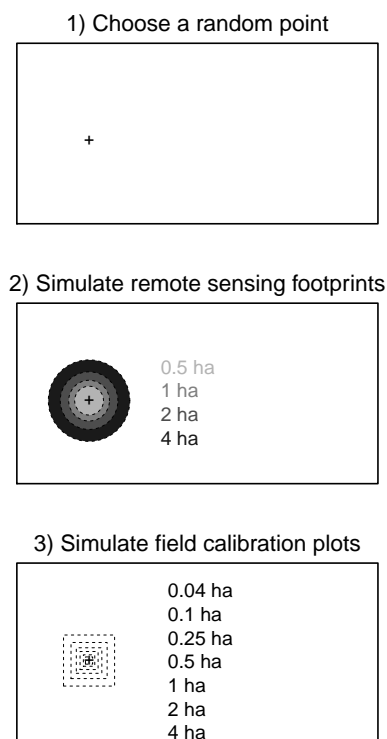 1) Choose a random point
2) Simulate remote sensing footprints
0.5 ha
1 ha
2 ha
4 ha
3) Simulate field calibration plots
0.04 ha
0.1 ha
0.25 ha
0.5 ha
1 ha
2 ha
4 ha